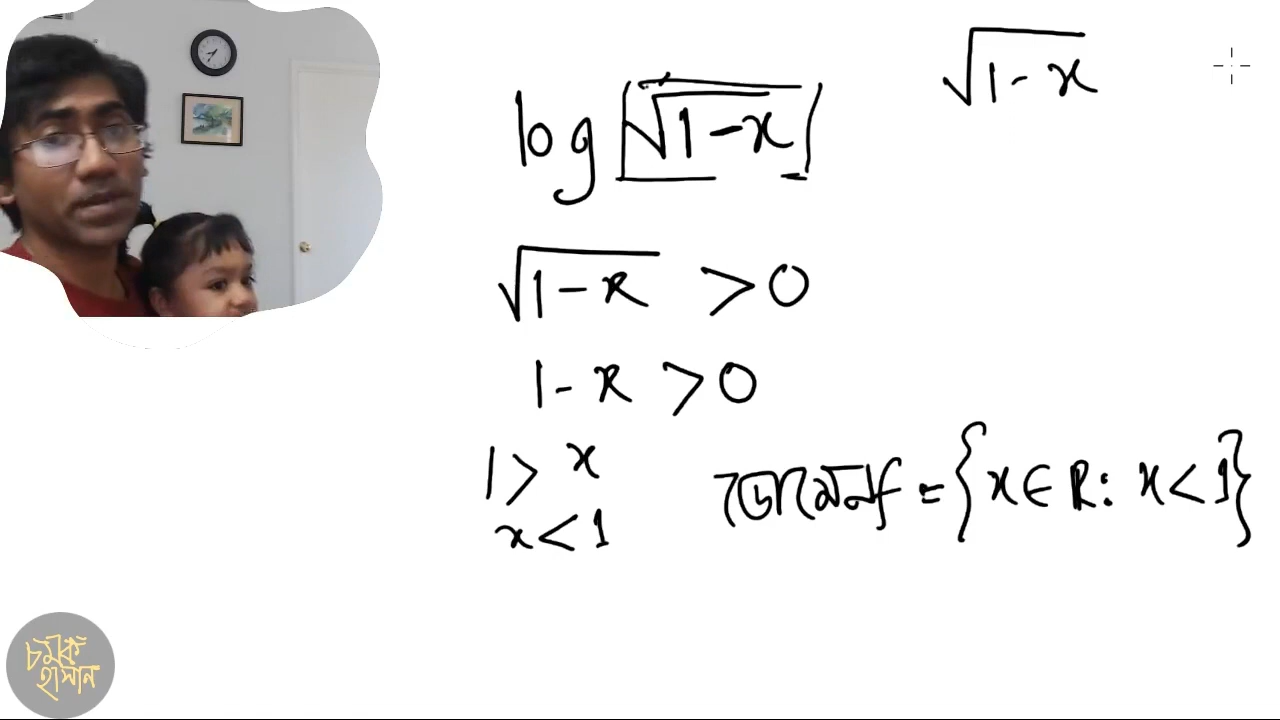 log √1-x
√1-x
√1-x > 0
1-x > 0
1 > x
x < 1
ডোমেনf = {x ∈ R: x < 1}
চমক
হাসান